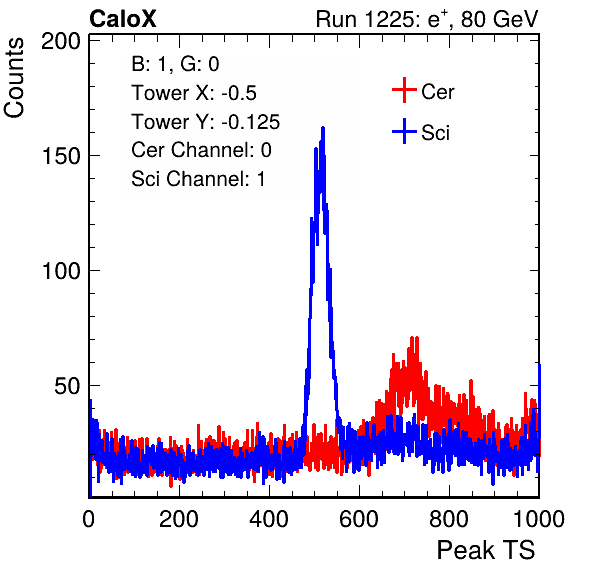 CaloX
Run 1225: e+, 80 GeV
Counts
200
150
100
50
B: 1, G: 0
Tower X: -0.5
Tower Y: -0.125
Cer Channel: 0
Sci Channel: 1
Cer
Sci
0 200 400 600 800 1000
Peak TS